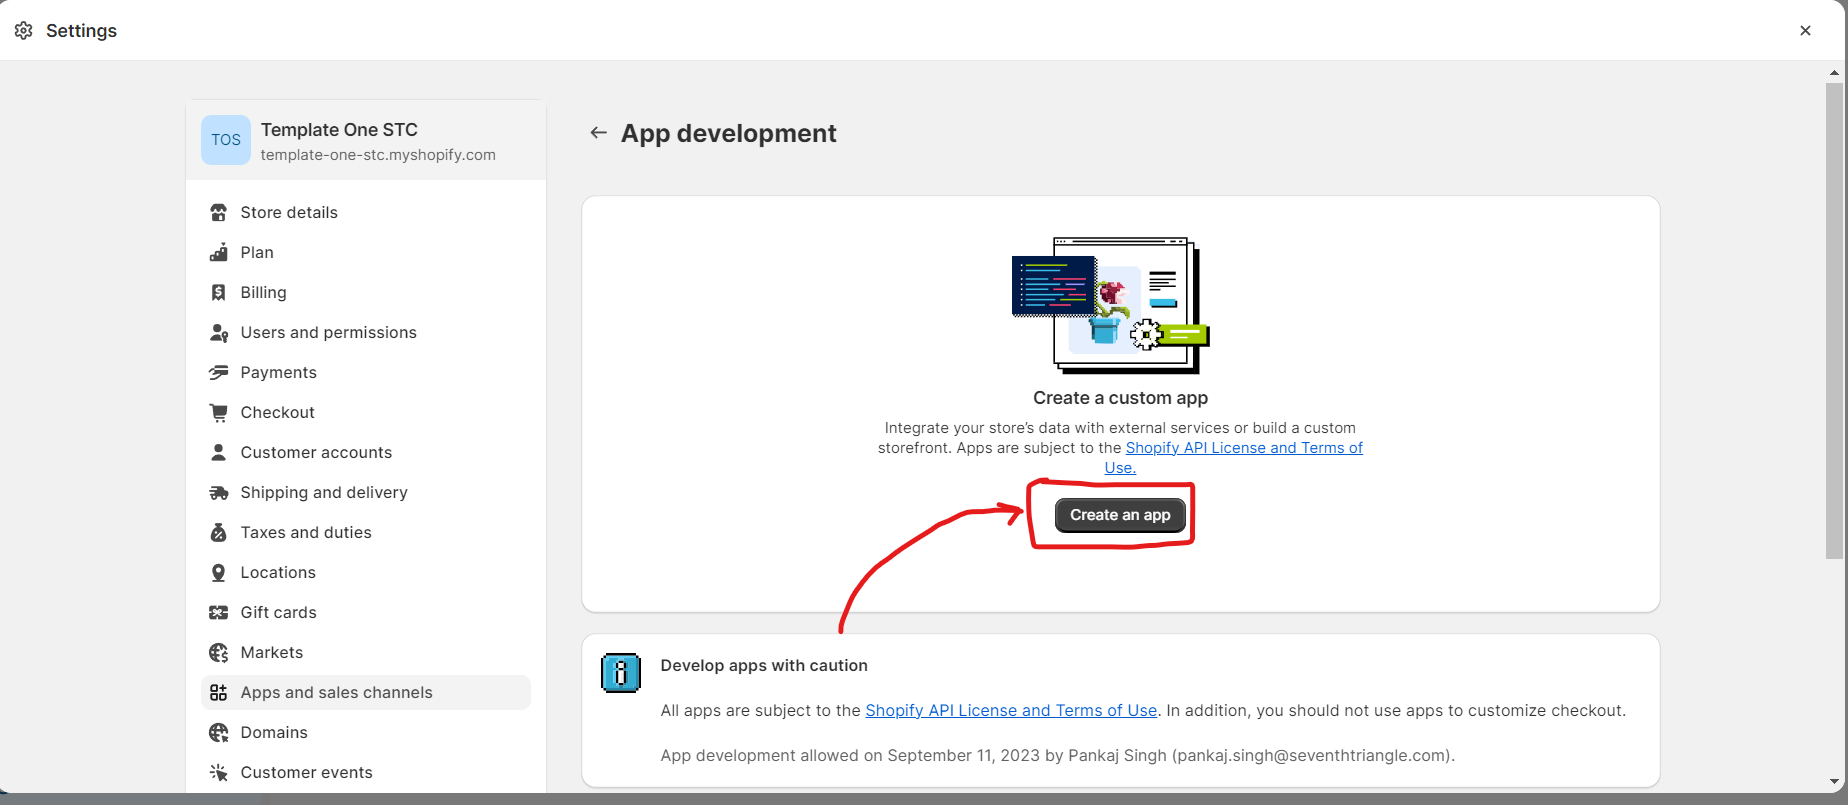 Settings
TOS
Template One STC
template-one-stc.myshopify.com
Store details
Plan
Billing
Users and permissions
Payments
Checkout
Customer accounts
Shipping and delivery
Taxes and duties
Locations
Gift cards
Markets
Apps and sales channels
Domains
Customer events
App development
Create a custom app
Integrate your store’s data with external services or build a custom
storefront. Apps are subject to the Shopify API License and Terms of
Use.
Create an app
Develop apps with caution
All apps are subject to the Shopify API License and Terms of Use. In addition, you should not use apps to customize checkout.
App development allowed on September 11, 2023 by Pankaj Singh (pankaj.singh@seventhtriangle.com).